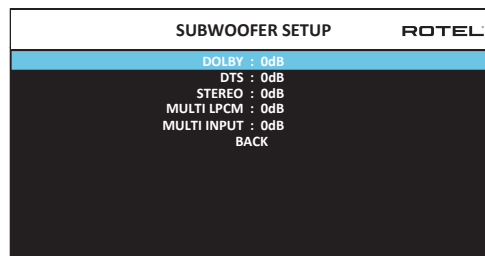 SUBWOOFER SETUP
ROTEL
DOLBY : 0dB
DTS : 0dB
STEREO : 0dB
MULTI LPCM : 0dB
MULTI INPUT : 0dB
BACK